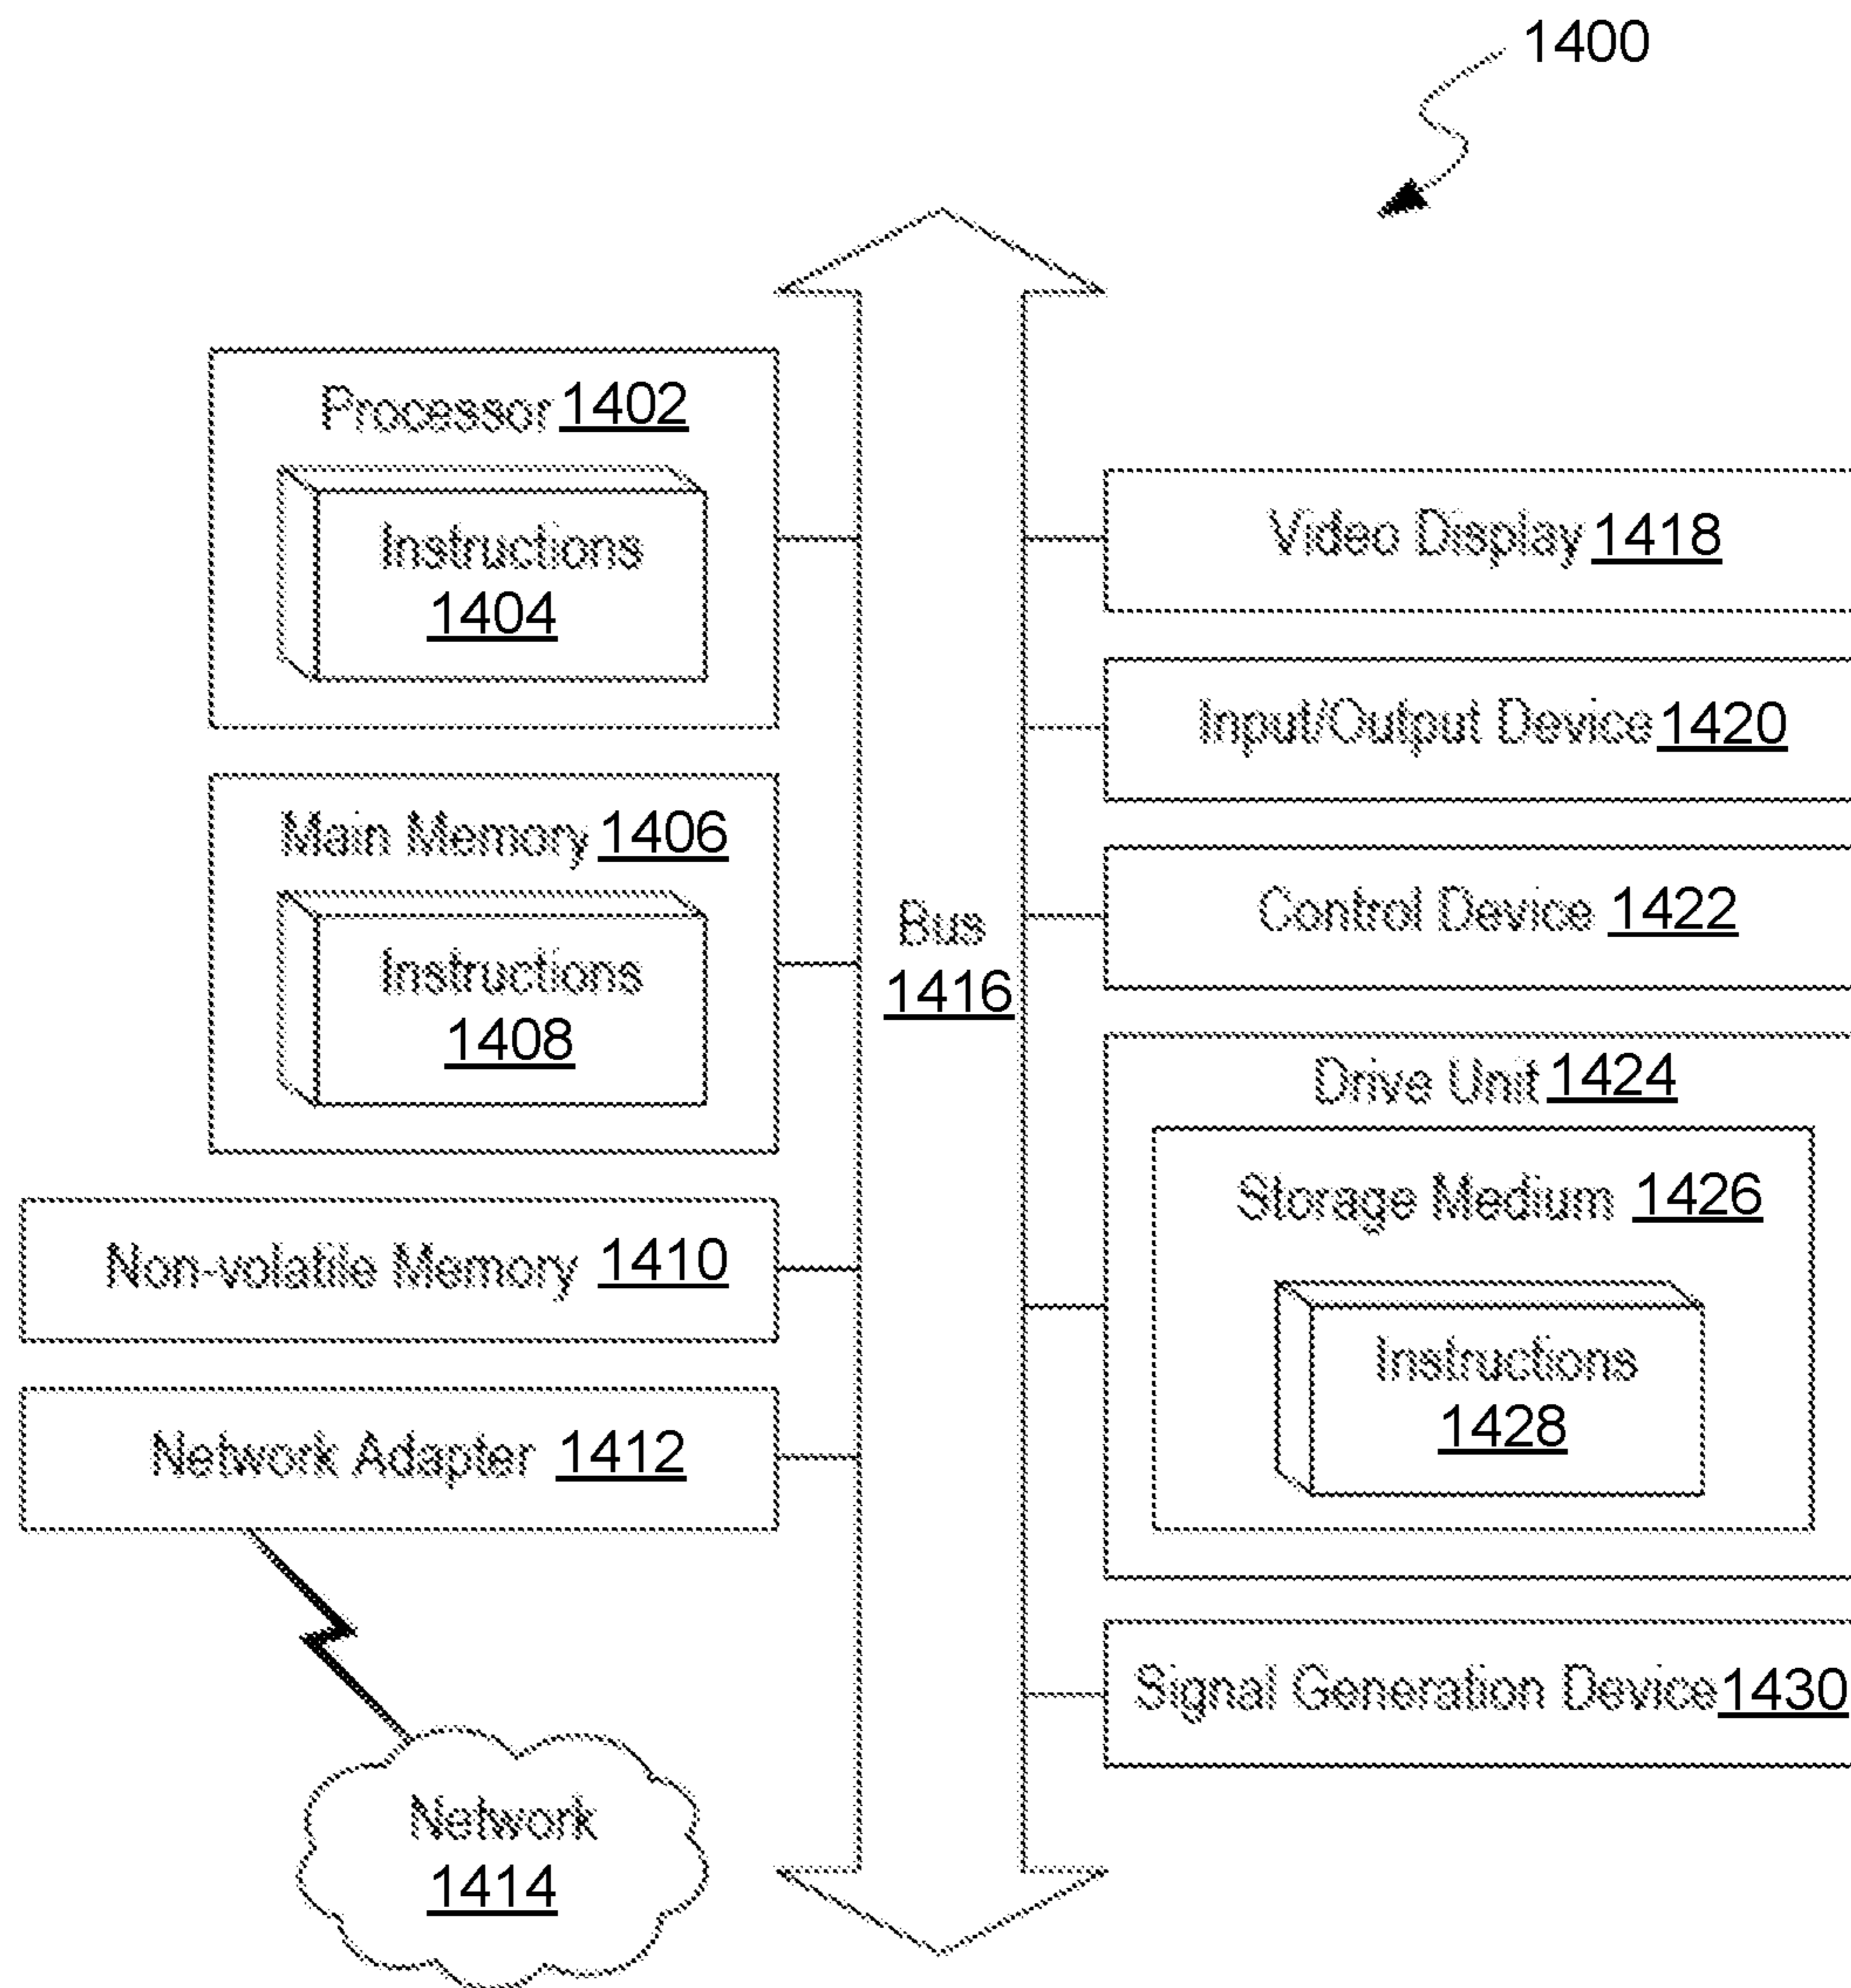 1400
Processor 1402
Instructions
1404
Main Memory 1406
Instructions
1408
Non-volatile Memory 1410
Network Adapter 1412
Network
1414
Bus
1416
Video Display 1418
Input/Output Device 1420
Control Device 1422
Drive Unit 1424
Storage Medium 1426
Instructions
1428
Signal Generation Device 1430